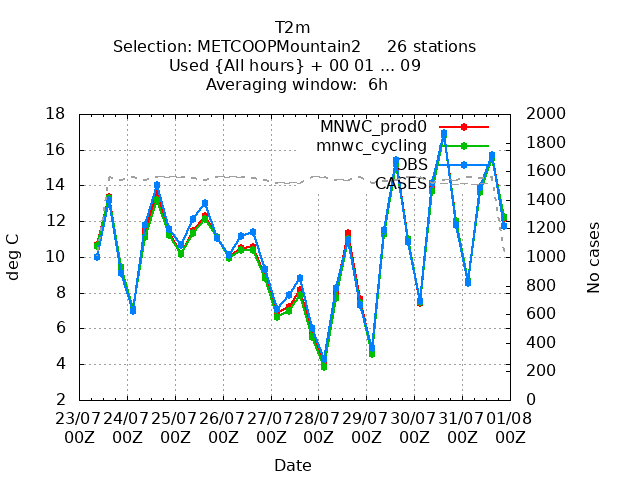 T2m
Selection: METCOOPMountain2     26 stations
Used {All hours} + 00 01 ... 09
Averaging window:  6h
18 16 14 12 10 8 6 4 2
deg C
MNWC_prod0
mnwc_cycling
OBS
CASES
2000 1800 1600 1400 1200 1000 800 600 400 200 0
No cases
23/07 24/07 25/07 26/07 27/07 28/07 29/07 30/07 31/07 01/08
00Z 00Z 00Z 00Z 00Z 00Z 00Z 00Z 00Z 00Z
Date